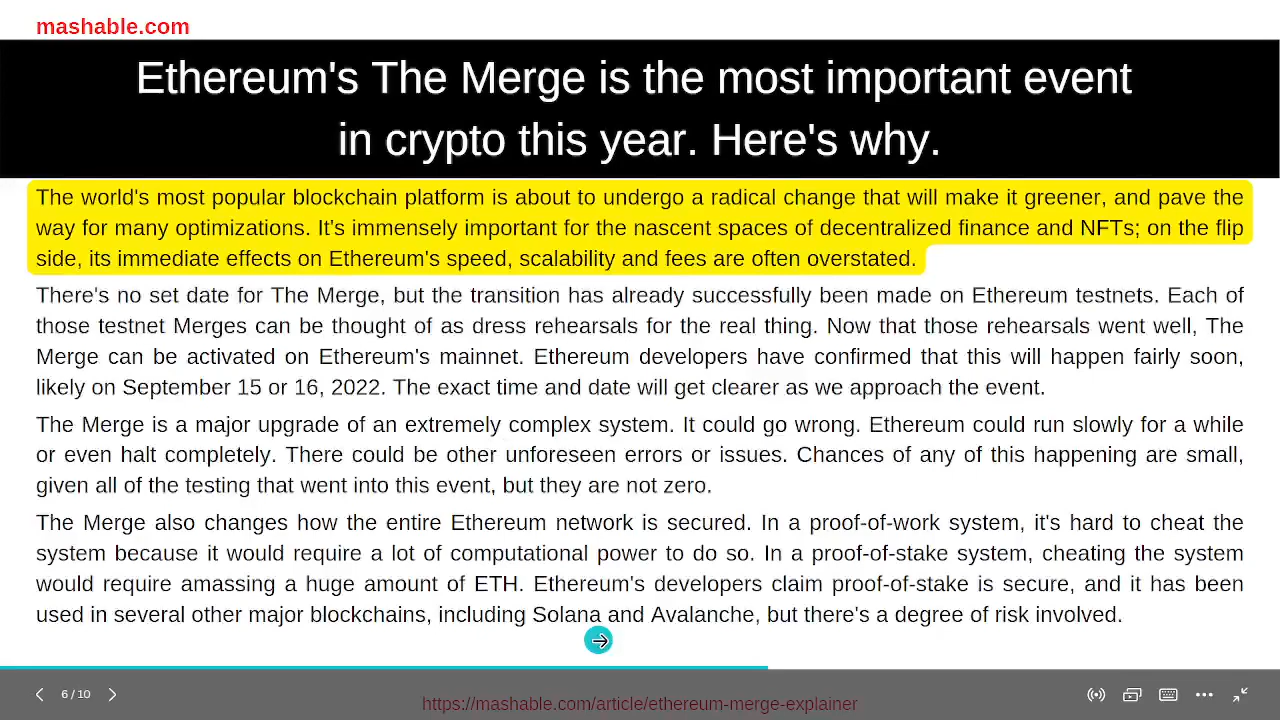 mashable.com
Ethereum's The Merge is the most important event
in crypto this year. Here's why.
The world's most popular blockchain platform is about to undergo a radical change that will make it greener, and pave the
way for many optimizations. It's immensely important for the nascent spaces of decentralized finance and NFTs; on the flip
side, its immediate effects on Ethereum's speed, scalability and fees are often overstated.
There's no set date for The Merge, but the transition has already successfully been made on Ethereum testnets. Each of
those testnet Merges can be thought of as dress rehearsals for the real thing. Now that those rehearsals went well, The
Merge can be activated on Ethereum's mainnet. Ethereum developers have confirmed that this will happen fairly soon,
likely on September 15 or 16, 2022. The exact time and date will get clearer as we approach the event.
The Merge is a major upgrade of an extremely complex system. It could go wrong. Ethereum could run slowly for a while
or even halt completely. There could be other unforeseen errors or issues. Chances of any of this happening are small,
given all of the testing that went into this event, but they are not zero.
The Merge also changes how the entire Ethereum network is secured. In a proof-of-work system, it's hard to cheat the
system because it would require a lot of computational power to do so. In a proof-of-stake system, cheating the system
would require amassing a huge amount of ETH. Ethereum's developers claim proof-of-stake is secure, and it has been
used in several other major blockchains, including Solana and Avalanche, but there's a degree of risk involved.
6 / 10
https://mashable.com/article/ethereum-merge-explainer